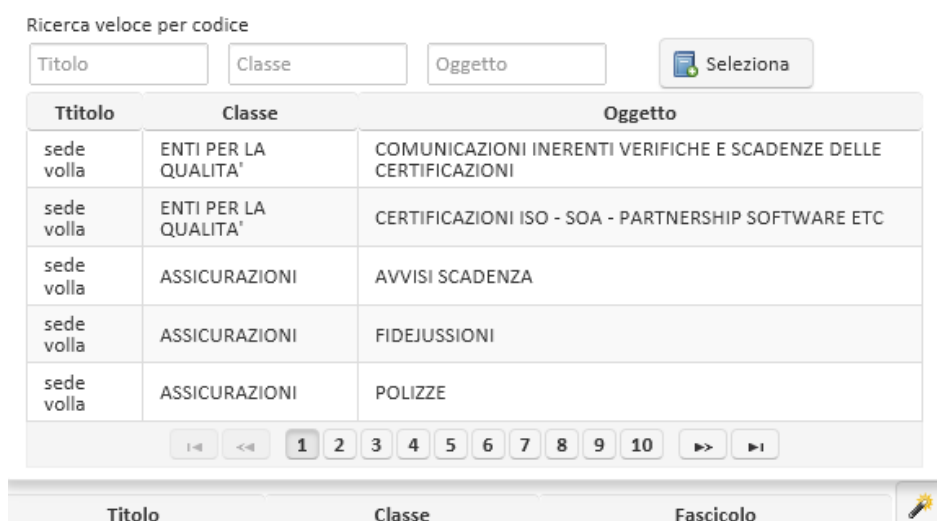 Ricerca veloce per codice
Titolo Classe Oggetto Seleziona
Ttitolo Classe Oggetto
sede volla ENTI PER LA QUALITA' COMUNICAZIONI INERENTI VERIFICHE E SCADENZE DELLE CERTIFICAZIONI
sede volla ENTI PER LA QUALITA' CERTIFICAZIONI ISO - SOA - PARTNERSHIP SOFTWARE ETC
sede volla ASSICURAZIONI AVVISI SCADENZA
sede volla ASSICURAZIONI FIDEJUSSIONI
sede volla ASSICURAZIONI POLIZZE
1 2 3 4 5 6 7 8 9 10
Titolo Classe Fascicolo